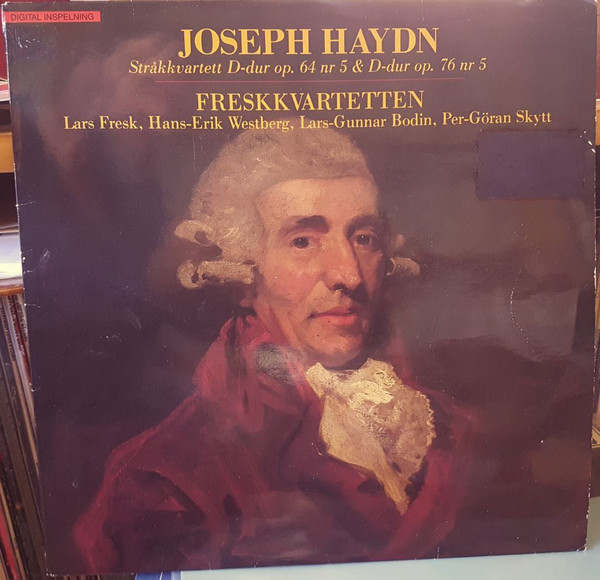 DIGITAL INSPELNING
JOSEPH HAYDN
Stråkkvartett D-dur op. 64 nr 5 & D-dur op. 76 nr 5
FRESKKVARTETTEN
Lars Fresk, Hans-Erik Westberg, Lars-Gunnar Bodin, Per-Göran Skytt